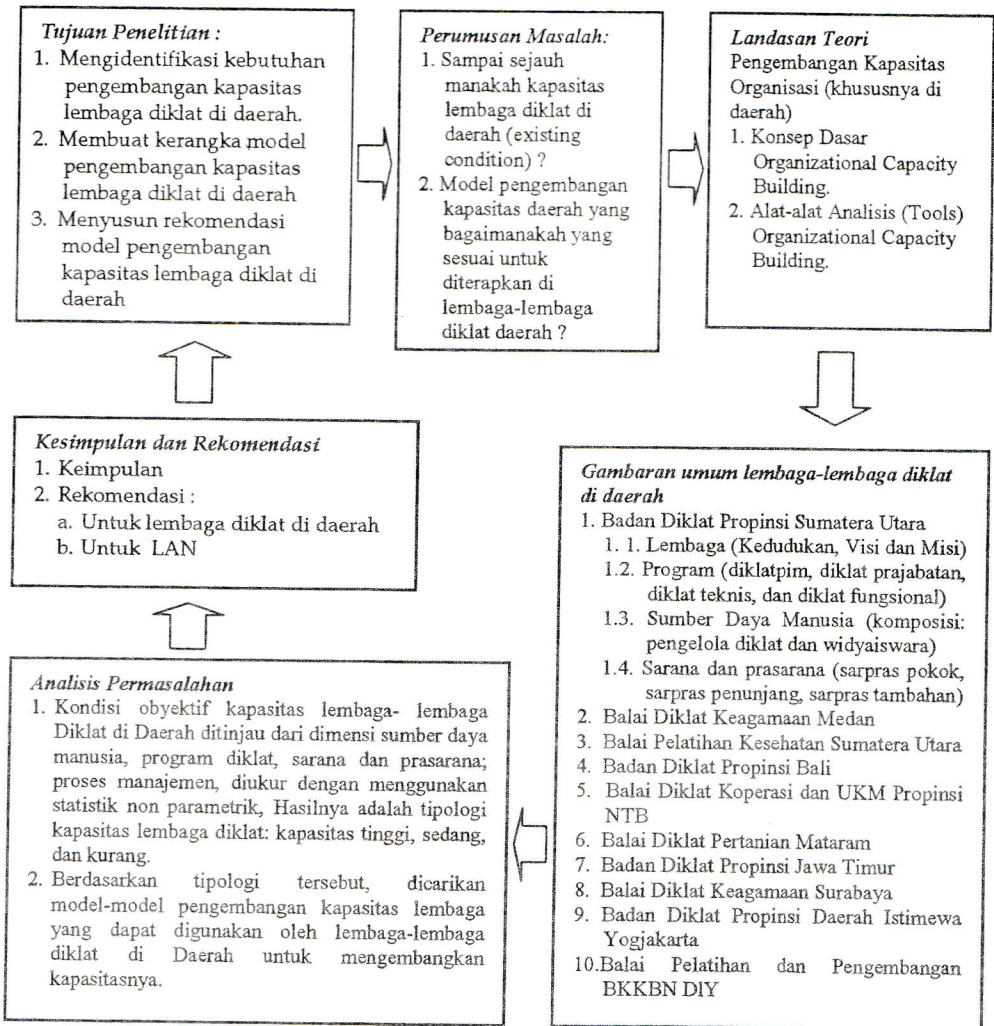 Tujuan Penelitian :
1. Mengidentifikasi kebutuhan
pengembangan kapasitas
lembaga diklat di daerah.
2. Membuat kerangka model
pengembangan kapasitas
lembaga diklat di daerah
3. Menyusun rekomendasi
model pengembangan
kapasitas lembaga diklat di
daerah
Perumusan Masalah:
1. Sampai sejauh
manakah kapasitas
lembaga diklat di
daerah (existing
condition) ?
2. Model pengembangan
kapasitas daerah yang
bagaimanakah yang
sesuai untuk
diterapkan di
lembaga-lembaga
diklat daerah ?
Landasan Teori
Pengembangan Kapasitas
Organisasi (khususnya di
daerah)
1. Konsep Dasar
Organizational Capacity
Building.
2. Alat-alat Analisis (Tools)
Organizational Capacity
Building.
Gambaran umum lembaga-lembaga diklat
di daerah
1. Badan Diklat Propinsi Sumatera Utara
1. 1. Lembaga (Kedudukan, Visi dan Misi)
1.2. Program (diklatpim, diklat prajabatan,
diklat teknis, dan diklat fungsional)
1.3. Sumber Daya Manusia (komposisi:
pengelola diklat dan widyaiswara)
1.4. Sarana dan prasarana (sarpras pokok,
sarpras penunjang, sarpras tambahan)
2. Balai Diklat Keagamaan Medan
3. Balai Pelatihan Kesehatan Sumatera Utara
4. Badan Diklat Propinsi Bali
5. Balai Diklat Koperasi dan UKM Propinsi
NTB
6. Balai Diklat Pertanian Mataram
7. Badan Diklat Propinsi Jawa Timur
8. Balai Diklat Keagamaan Surabaya
9. Badan Diklat Propinsi Daerah Istimewa
Yogjakarta
10.Balai Pelatihan dan Pengembangan
BKKBN DIY
Analisis Permasalahan
1. Kondisi obyektif kapasitas lembaga- lembaga
Diklat di Daerah ditinjau dari dimensi sumber daya
manusia, program diklat, sarana dan prasarana;
proses manajemen, diukur dengan menggunakan
statistik non parametrik, Hasilnya adalah tipologi
kapasitas lembaga diklat: kapasitas tinggi, sedang,
dan kurang.
2. Berdasarkan tipologi tersebut, dicarikan
model-model pengembangan kapasitas lembaga
yang dapat digunakan oleh lembaga-lembaga
diklat di Daerah untuk mengembangkan
kapasitasnya.
Kesimpulan dan Rekomendasi
1. Keimpulan
2. Rekomendasi :
a. Untuk lembaga diklat di daerah
b. Untuk LAN